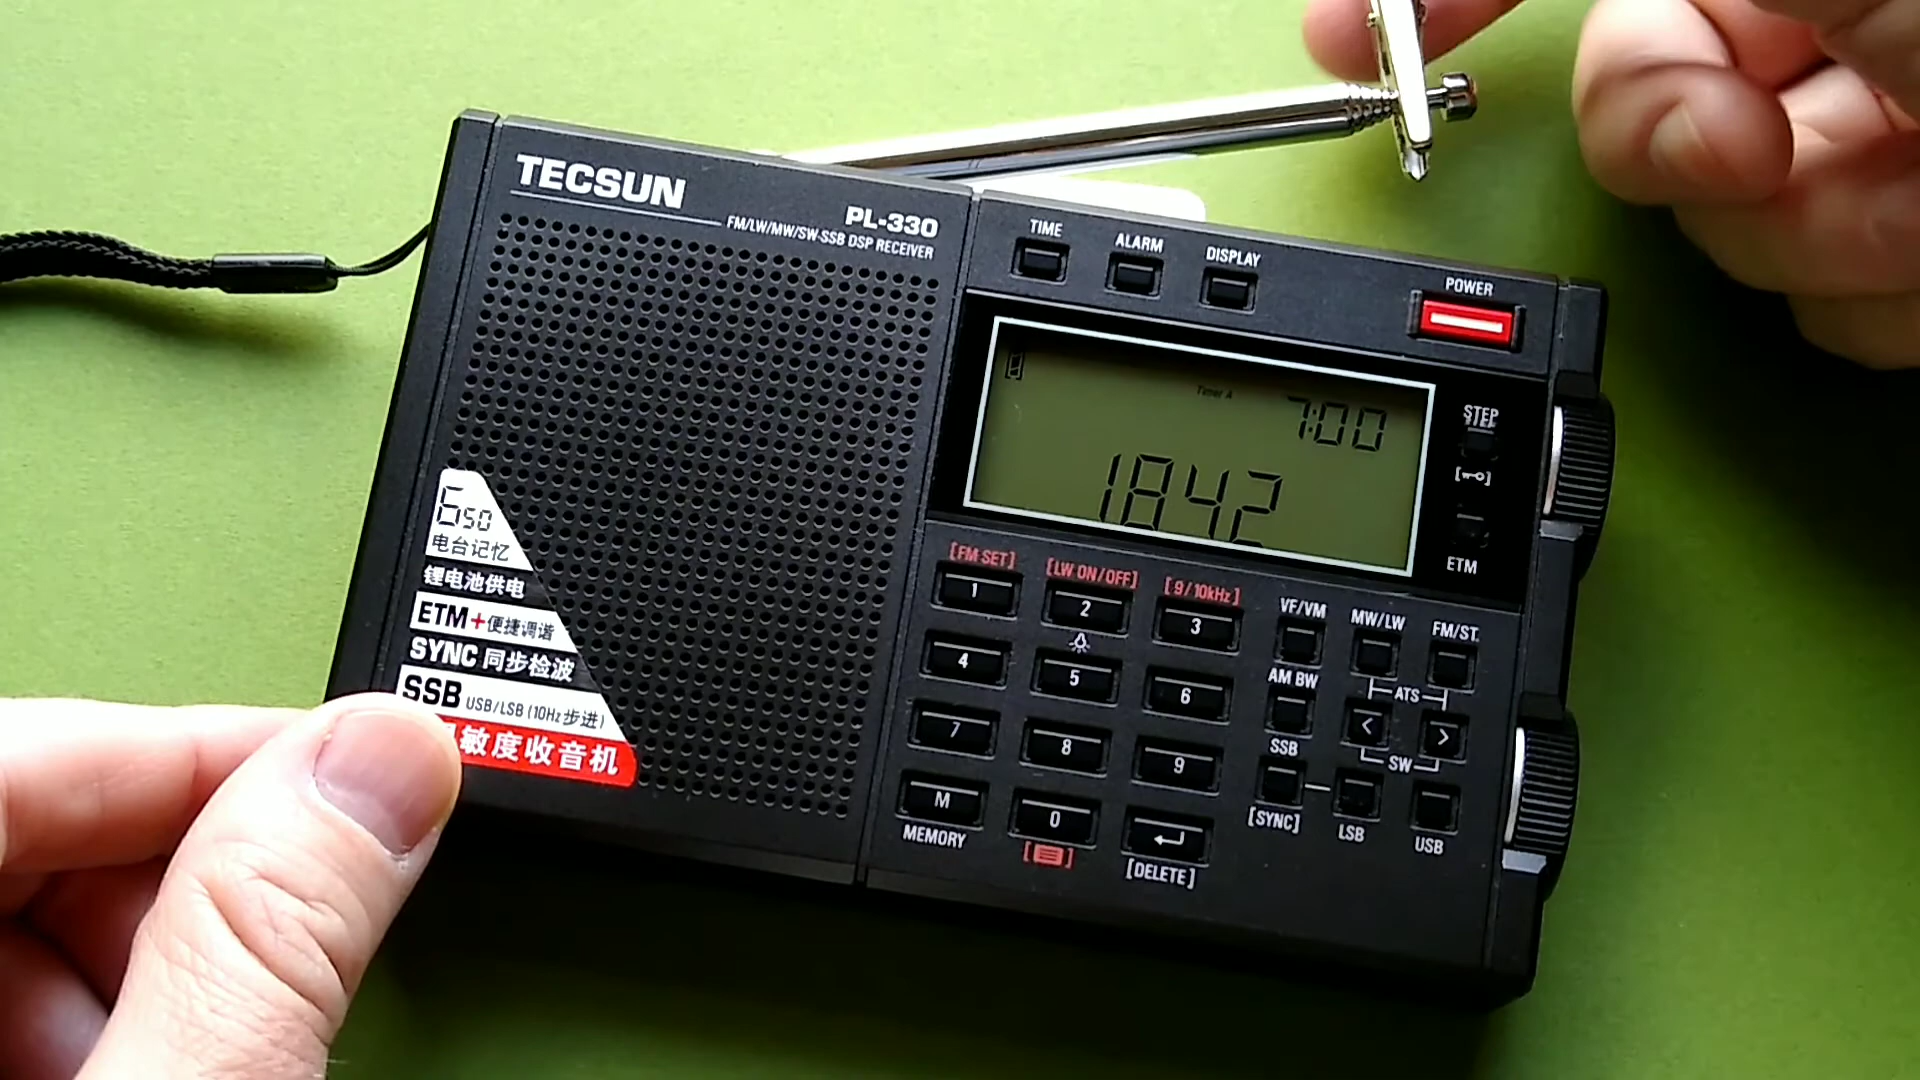 TECSUN
PL-330
FM/LW/MW/SW-SSB DSP RECEIVER
TIME
ALARM
DISPLAY
POWER
Timer A
7:00
1842
STEP
ETM
650
电台记忆
锂电池供电
ETM+便捷调谐
SYNC 同步检波
SSB USB/LSB (10Hz步进)
敏度收音机
[FM SET]
[LW ON/OFF]
[9/10kHz]
1
2
3
VF/VM
MW/LW
FM/ST.
4
5
6
AM BW
ATS
<
>
7
8
9
SSB
SW
M
0
[SYNC]
LSB
USB
MEMORY
[DELETE]